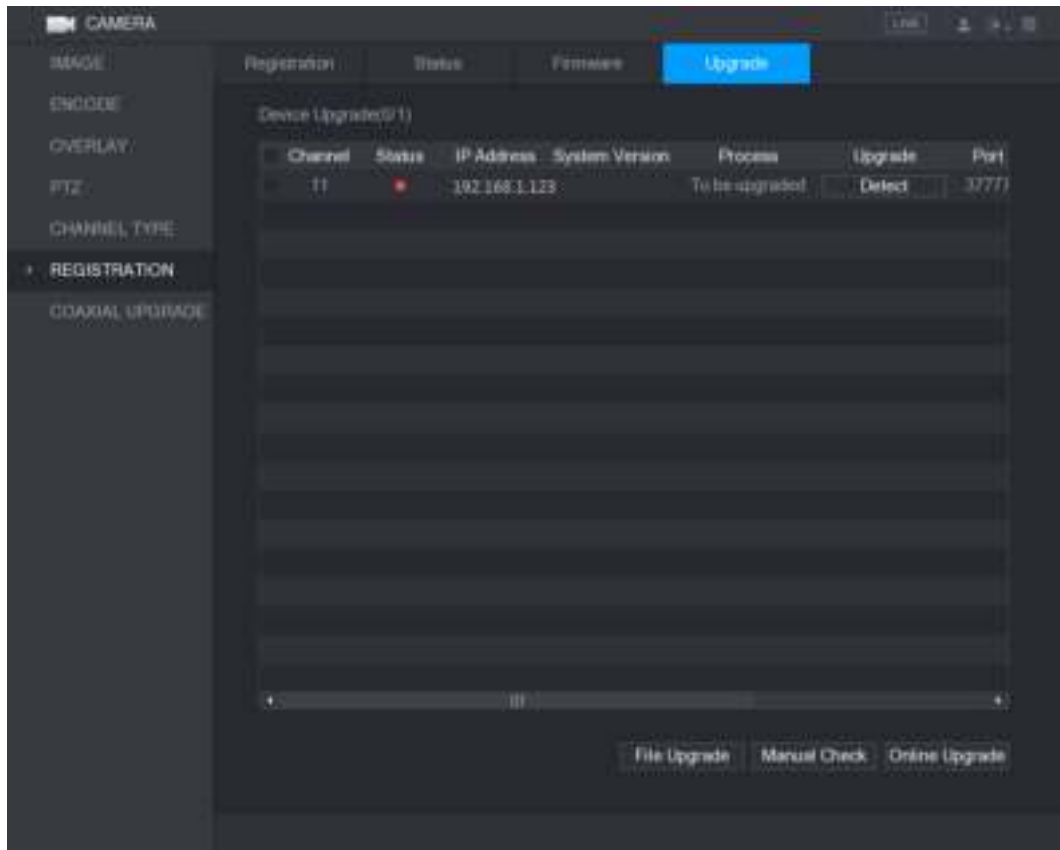 CAMERA
LIVE
IMAGE
ENCODE
OVERLAY
PTZ
CHANNEL TYPE
REGISTRATION
COAXIAL UPGRADE
Registration Status Firmware Upgrade
Device Upgrade(0/1)
Channel Status IP Address System Version Process Upgrade Port
11 192.168.1.123 To be upgraded Detect 37777
File Upgrade Manual Check Online Upgrade